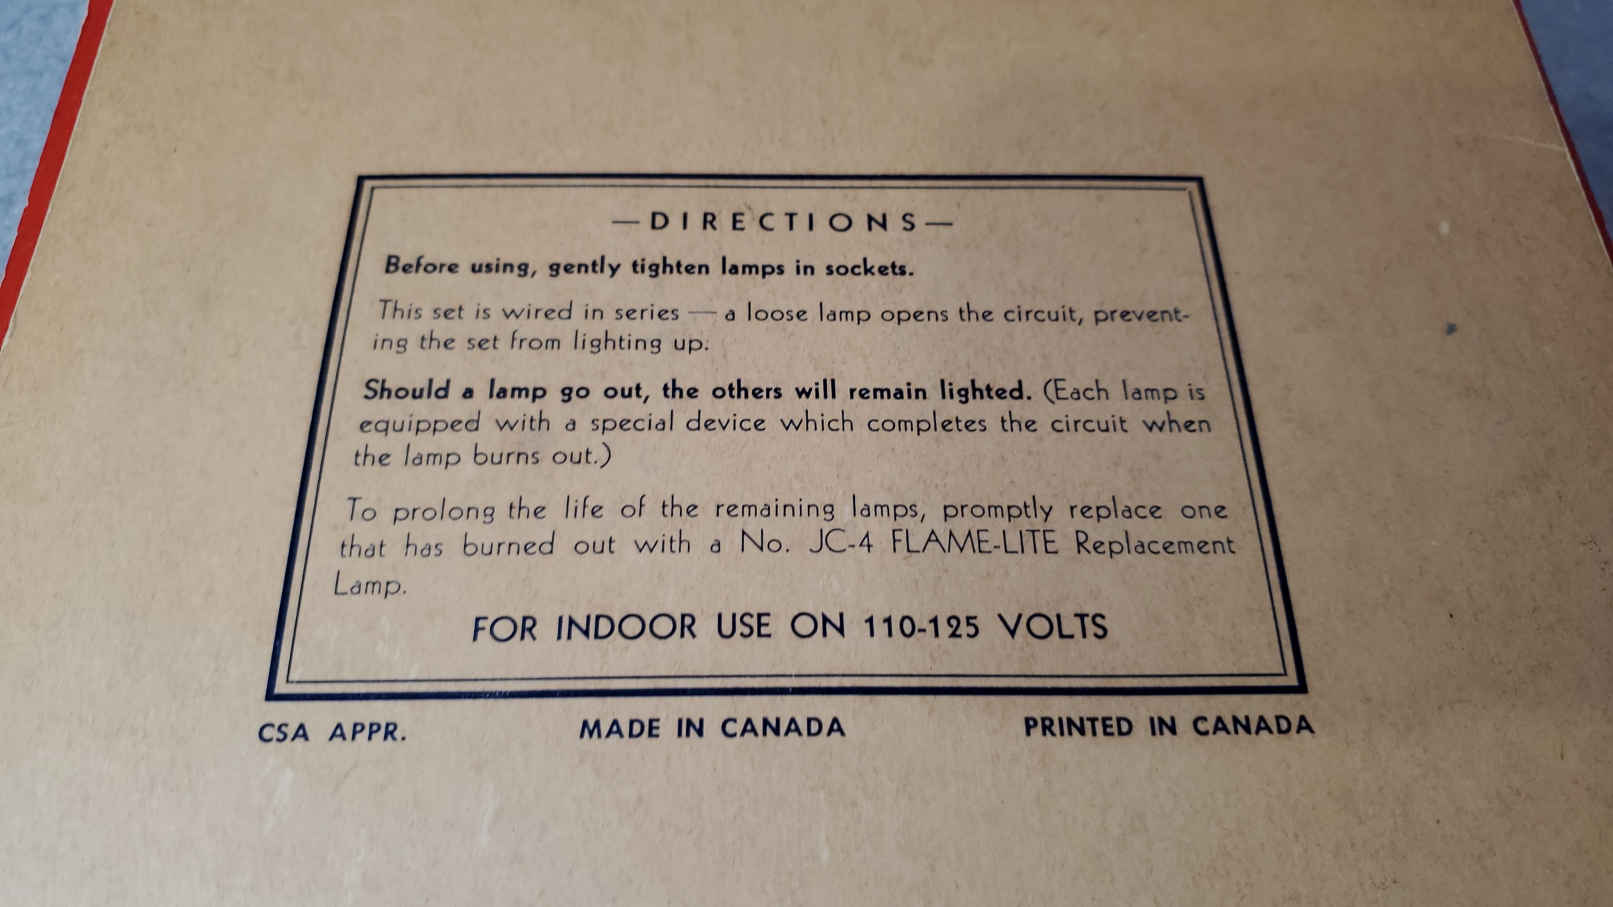 —DIRECTIONS—
Before using, gently tighten lamps in sockets.
This set is wired in series — a loose lamp opens the circuit, prevent-
ing the set from lighting up.
Should a lamp go out, the others will remain lighted. (Each lamp is
equipped with a special device which completes the circuit when
the lamp burns out.)
To prolong the life of the remaining lamps, promptly replace one
that has burned out with a No. JC-4 FLAME-LITE Replacement
Lamp.
FOR INDOOR USE ON 110-125 VOLTS
CSA APPR. MADE IN CANADA PRINTED IN CANADA